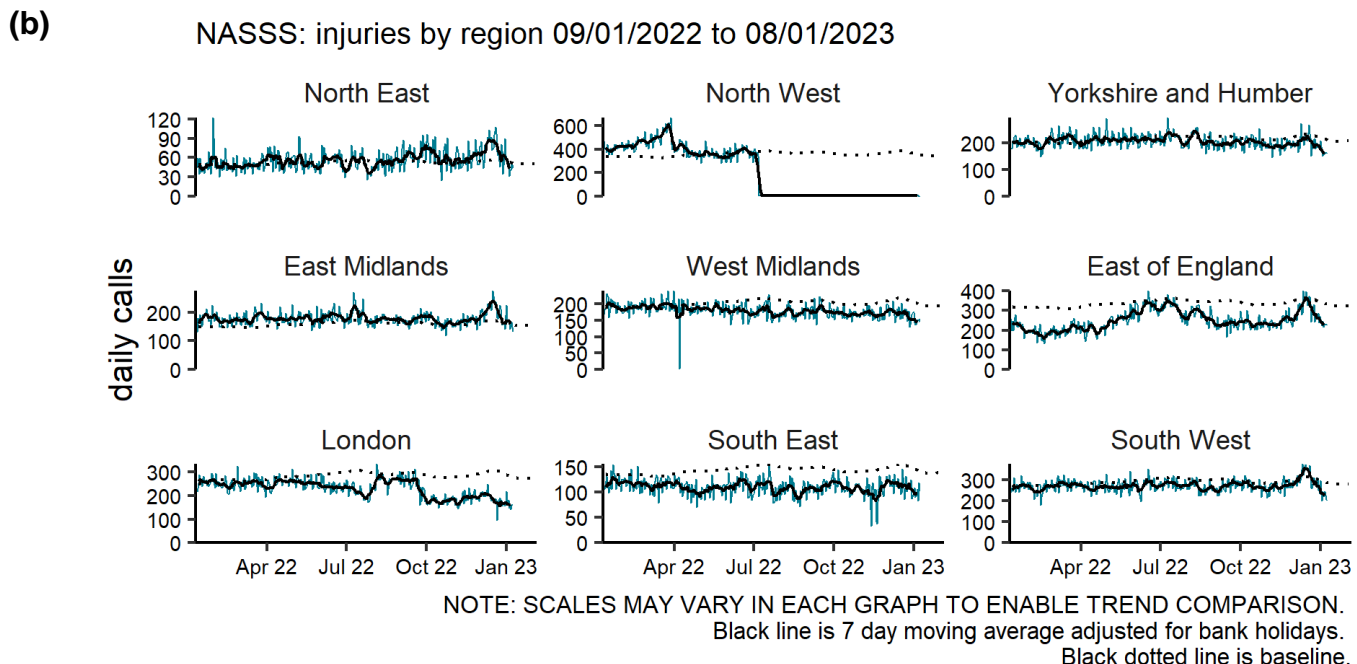 (b)
NASSS: injuries by region 09/01/2022 to 08/01/2023
North East
North West
Yorkshire and Humber
120
90
60
30
0
600
400
200
0
200
100
0
daily calls
East Midlands
West Midlands
East of England
200
100
0
200
150
100
50
0
400
300
200
100
0
London
South East
South West
300
200
100
0
150
100
50
0
300
200
100
0
Apr 22 Jul 22 Oct 22 Jan 23
Apr 22 Jul 22 Oct 22 Jan 23
Apr 22 Jul 22 Oct 22 Jan 23
NOTE: SCALES MAY VARY IN EACH GRAPH TO ENABLE TREND COMPARISON.
Black line is 7 day moving average adjusted for bank holidays.
Black dotted line is baseline.